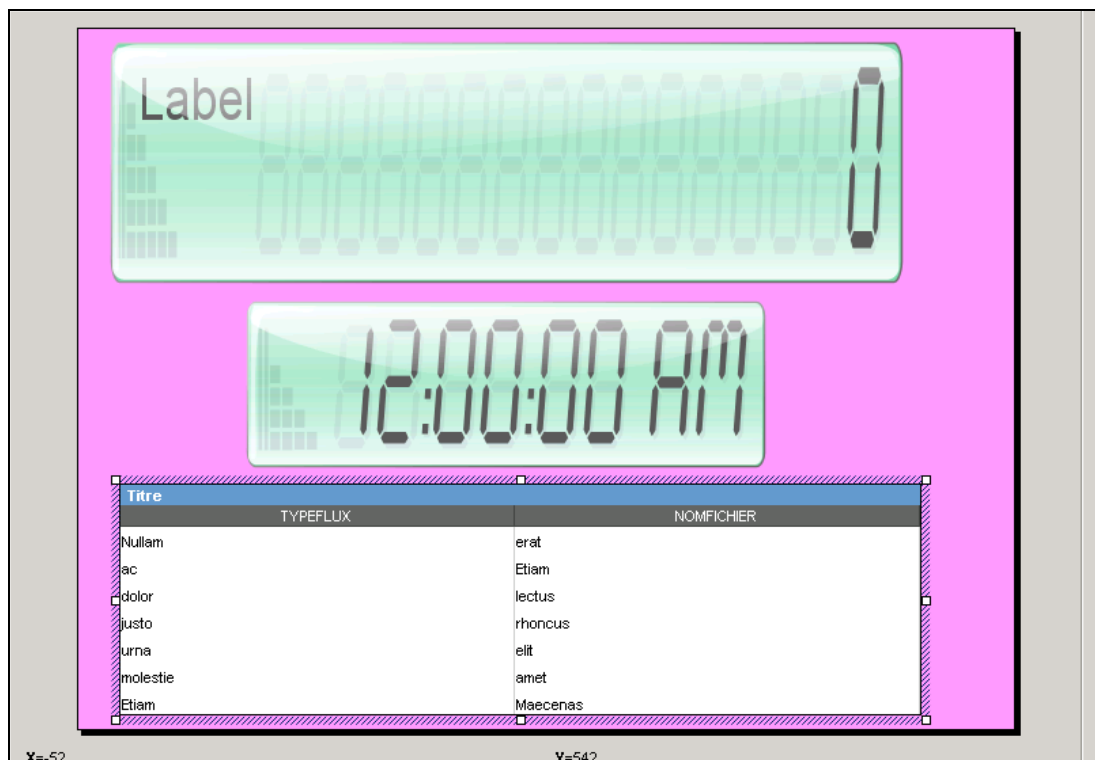 Label 0
12:00:00 AM
Titre
TYPEFLUX NOMFICHIER
Nullam erat
ac Etiam
dolor lectus
justo rhoncus
urna elit
molestie amet
Etiam Maecenas
X=-52 Y=542